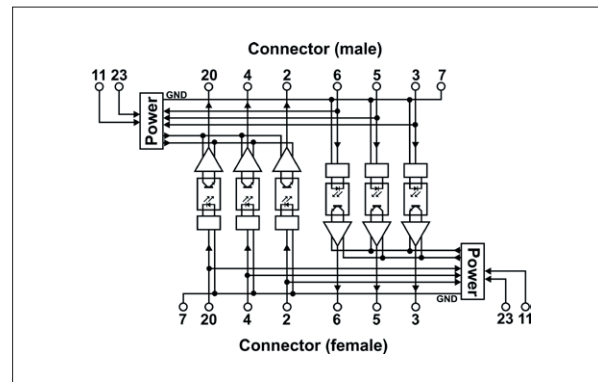 Connector (male)
11 23 20 4 2 6 5 3 7
GND
Power
Power
GND
7 20 4 2 6 5 3 23 11
Connector (female)